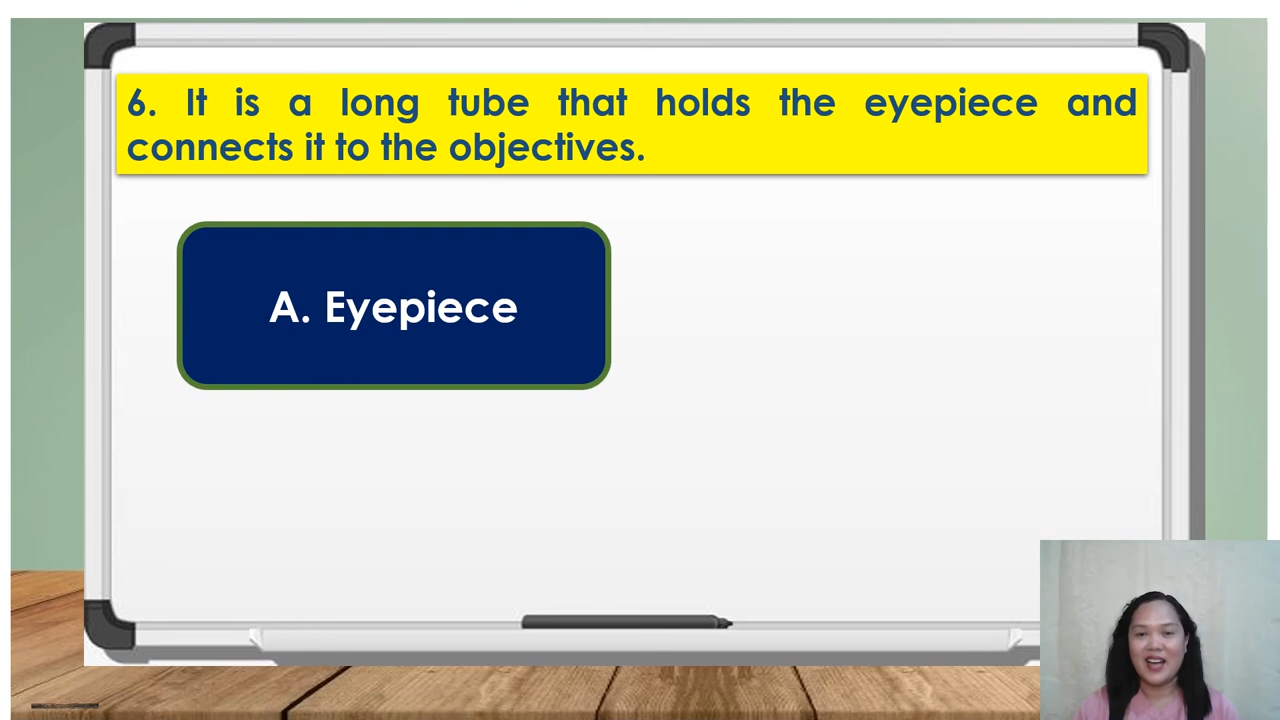 6. It is a long tube that holds the eyepiece and
connects it to the objectives.
A. Eyepiece